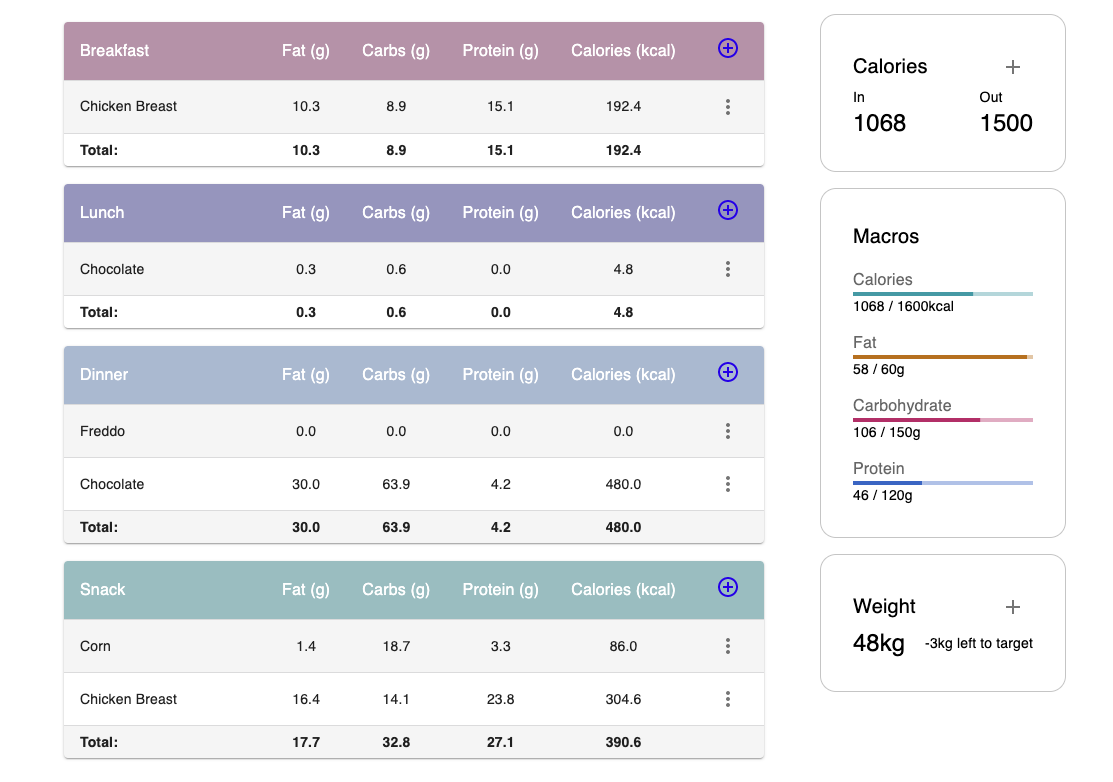 Breakfast Fat (g) Carbs (g) Protein (g) Calories (kcal)
Chicken Breast 10.3 8.9 15.1 192.4
Total: 10.3 8.9 15.1 192.4
Lunch Fat (g) Carbs (g) Protein (g) Calories (kcal)
Chocolate 0.3 0.6 0.0 4.8
Total: 0.3 0.6 0.0 4.8
Dinner Fat (g) Carbs (g) Protein (g) Calories (kcal)
Freddo 0.0 0.0 0.0 0.0
Chocolate 30.0 63.9 4.2 480.0
Total: 30.0 63.9 4.2 480.0
Snack Fat (g) Carbs (g) Protein (g) Calories (kcal)
Corn 1.4 18.7 3.3 86.0
Chicken Breast 16.4 14.1 23.8 304.6
Total: 17.7 32.8 27.1 390.6
Calories
In Out
1068 1500
Macros
Calories
1068 / 1600kcal
Fat
58 / 60g
Carbohydrate
106 / 150g
Protein
46 / 120g
Weight
48kg -3kg left to target